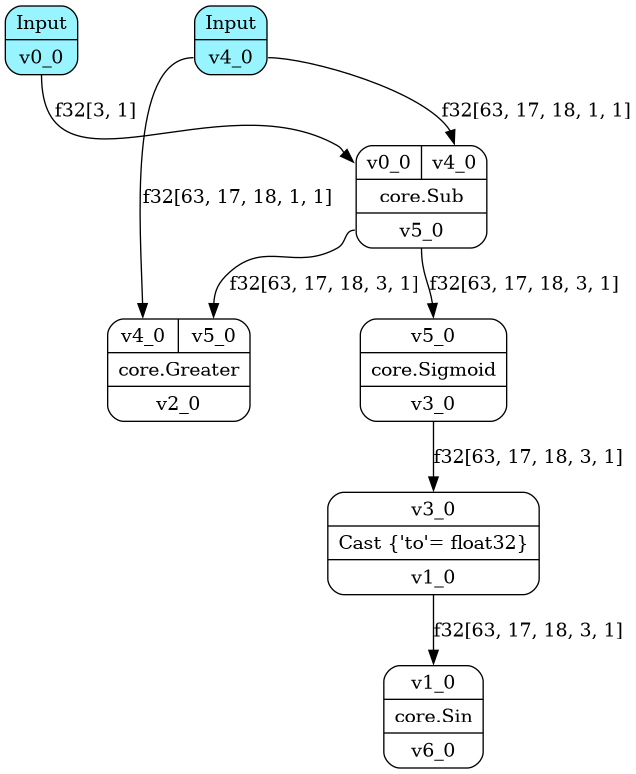 Input
v0_0
Input
v4_0
f32[3, 1]
f32[63, 17, 18, 1, 1]
v0_0 v4_0
core.Sub
v5_0
f32[63, 17, 18, 1, 1]
f32[63, 17, 18, 3, 1]
f32[63, 17, 18, 3, 1]
v4_0 v5_0
core.Greater
v2_0
v5_0
core.Sigmoid
v3_0
f32[63, 17, 18, 3, 1]
v3_0
Cast {'to'= float32}
v1_0
f32[63, 17, 18, 3, 1]
v1_0
core.Sin
v6_0